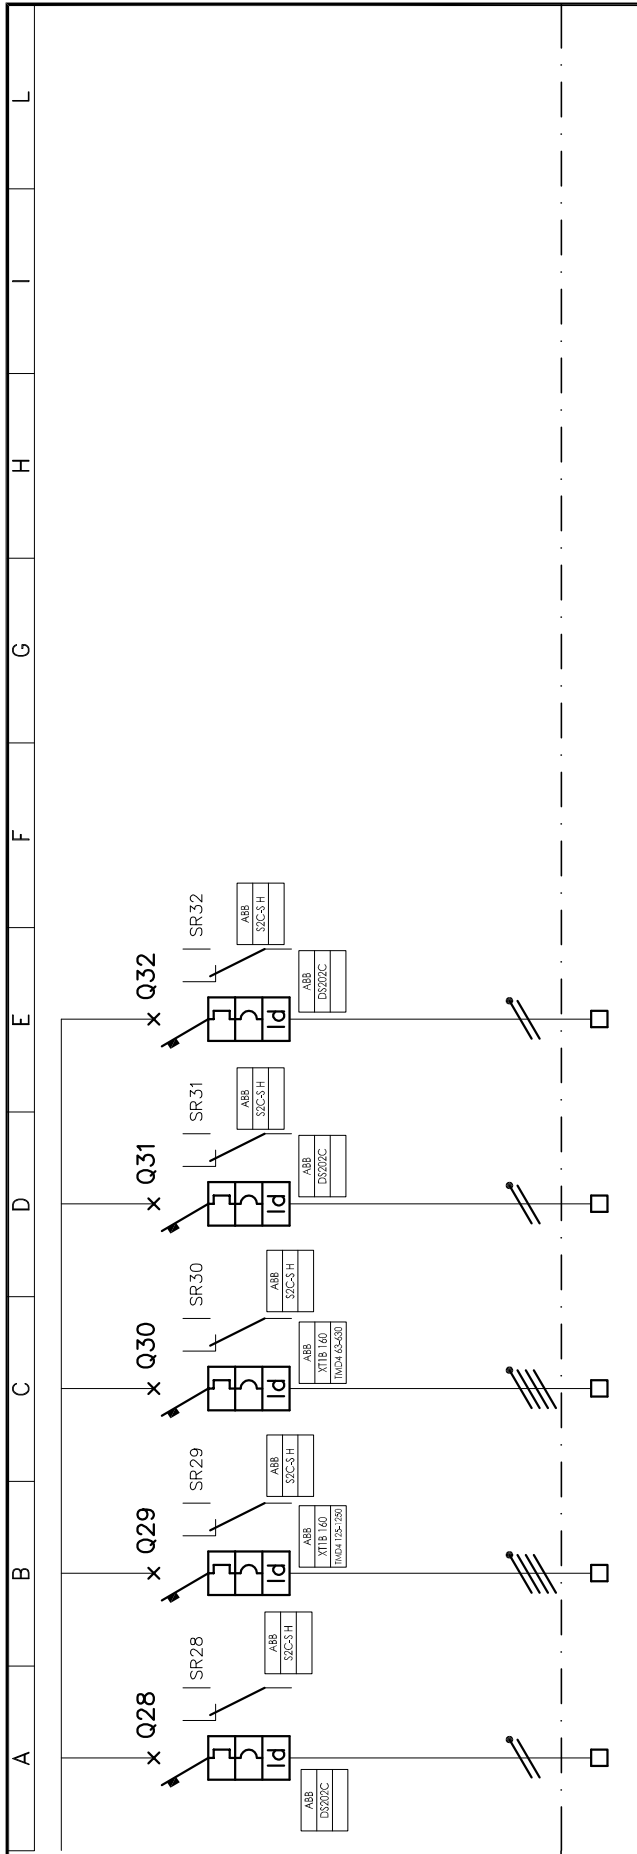 A
B
C
D
E
F
G
H
I
L
Q28
SR28
ABB
S2C-S H
ABB
DS202C
Id
Q29
SR29
ABB
S2C-S H
ABB
XT1B 160
TMD4 125-1250
Id
Q30
SR30
ABB
S2C-S H
ABB
XT1B 160
TMD4 63-630
Id
Q31
SR31
ABB
S2C-S H
ABB
DS202C
Id
Q32
SR32
ABB
S2C-S H
ABB
DS202C
Id